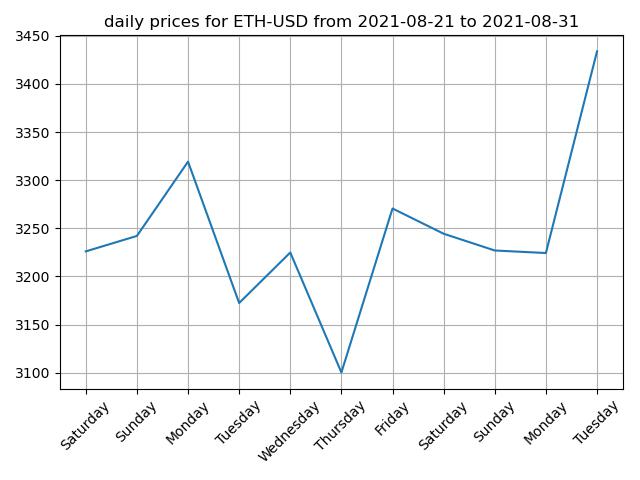 daily prices for ETH-USD from 2021-08-21 to 2021-08-31
3450
3400
3350
3300
3250
3200
3150
3100
Saturday
Sunday
Monday
Tuesday
Wednesday
Thursday
Friday
Saturday
Sunday
Monday
Tuesday